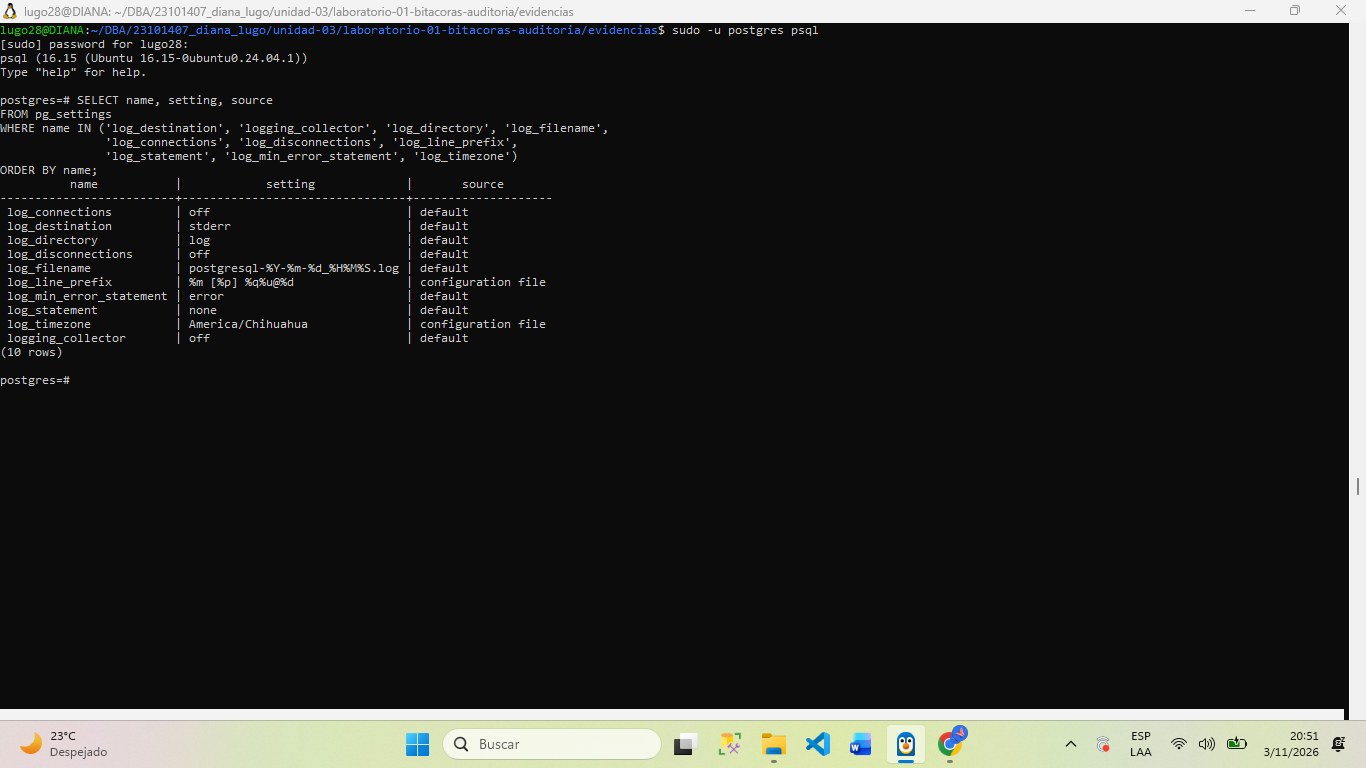 lugo28@DIANA: ~/DBA/23101407_diana_lugo/unidad-03/laboratorio-01-bitacoras-auditoria/evidencias
lugo28@DIANA:~/DBA/23101407_diana_lugo/unidad-03/laboratorio-01-bitacoras-auditoria/evidencias$ sudo -u postgres psql
[sudo] password for lugo28:
psql (16.15 (Ubuntu 16.15-0ubuntu0.24.04.1))
Type "help" for help.
postgres=# SELECT name, setting, source
FROM pg_settings
WHERE name IN ('log_destination', 'logging_collector', 'log_directory', 'log_filename',
'log_connections', 'log_disconnections', 'log_line_prefix',
'log_statement', 'log_min_error_statement', 'log_timezone')
ORDER BY name;
name | setting | source
-------------------------+--------------------------------+--------------------
log_connections | off | default
log_destination | stderr | default
log_directory | log | default
log_disconnections | off | default
log_filename | postgresql-%Y-%m-%d_%H%M%S.log | default
log_line_prefix | %m [%p] %q%u@%d | configuration file
log_min_error_statement | error | default
log_statement | none | default
log_timezone | America/Chihuahua | configuration file
logging_collector | off | default
(10 rows)
postgres=#
23°C
Despejado
Buscar
ESP
LAA
20:51
3/11/2026